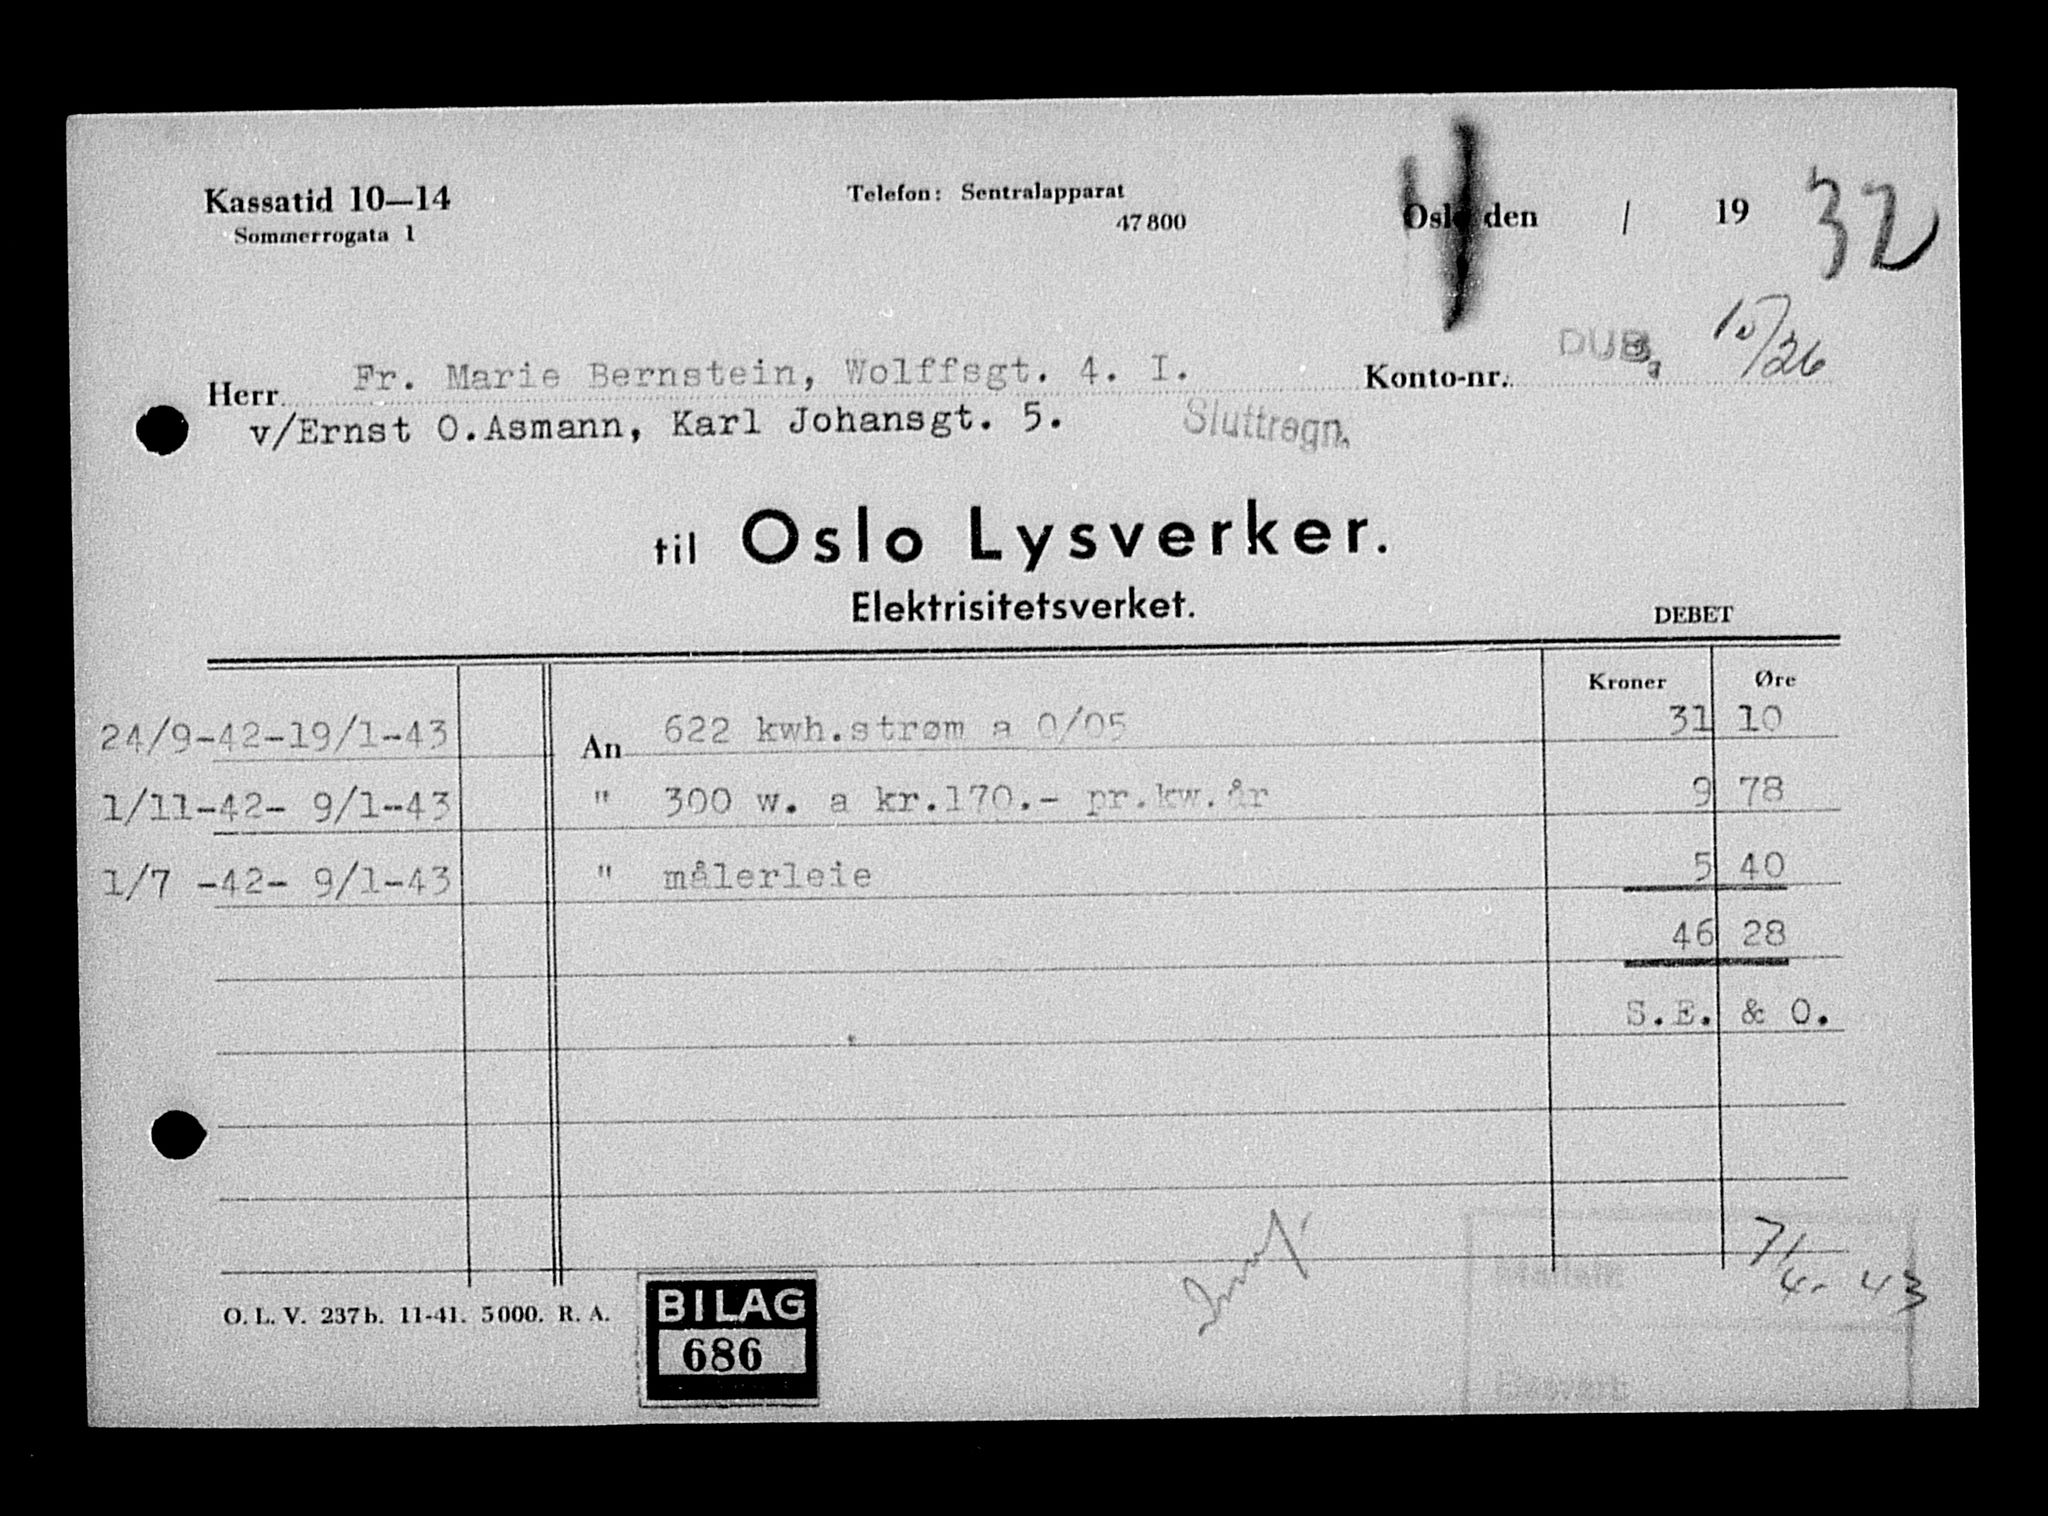 Kassatid 10—14 Telefon: Sentralapparat Oslo den / 19 32
Sommerrogata 1 47 800
DUB, 10/26
Herr Fr. Marie Bernstein, Wolffsgt. 4. I. Konto-nr.
v/Ernst O.Asmann, Karl Johansgt. 5. Sluttregn.
til Oslo Lysverker.
Elektrisitetsverket.
DEBET
Kroner Øre
24/9-42-19/1-43 An 622 kwh.strøm a 0/05 31 10
1/11-42- 9/1-43 " 300 w. a kr.170.- pr.kw.år 9 78
1/7 -42- 9/1-43 " målerleie 5 40
46 28
S.E. & O.
7/4-43
O. L. V. 237 b. 11-41. 5000. R. A.
BILAG
686